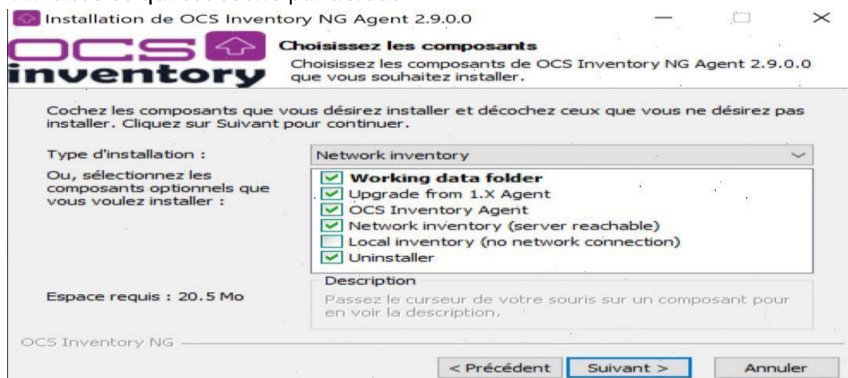 Installation de OCS Inventory NG Agent 2.9.0.0
OCS
inventory
Choisissez les composants
Choisissez les composants de OCS Inventory NG Agent 2.9.0.0
que vous souhaitez installer.
Cochez les composants que vous désirez installer et décochez ceux que vous ne désirez pas
installer. Cliquez sur Suivant pour continuer.
Type d'installation :
Network inventory
Ou, sélectionnez les
composants optionnels que
vous voulez installer :
Working data folder
Upgrade from 1.X Agent
OCS Inventory Agent
Network inventory (server reachable)
Local inventory (no network connection)
Uninstaller
Espace requis : 20.5 Mo
Description
Passez le curseur de votre souris sur un composant pour
en voir la description.
OCS Inventory NG
< Précédent
Suivant >
Annuler